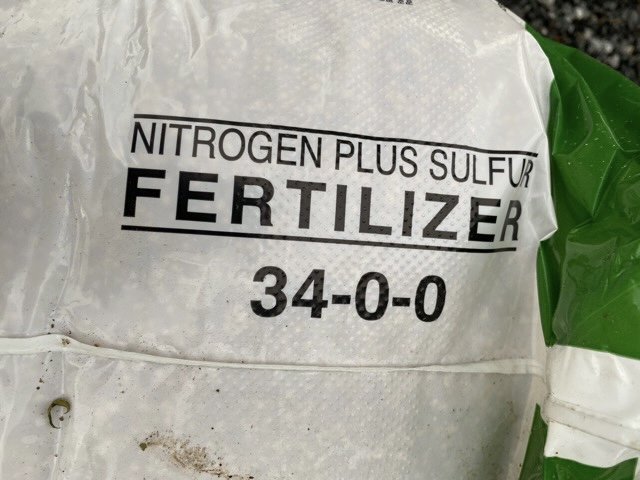 NITROGEN PLUS SULFUR
FERTILIZER
34-0-0